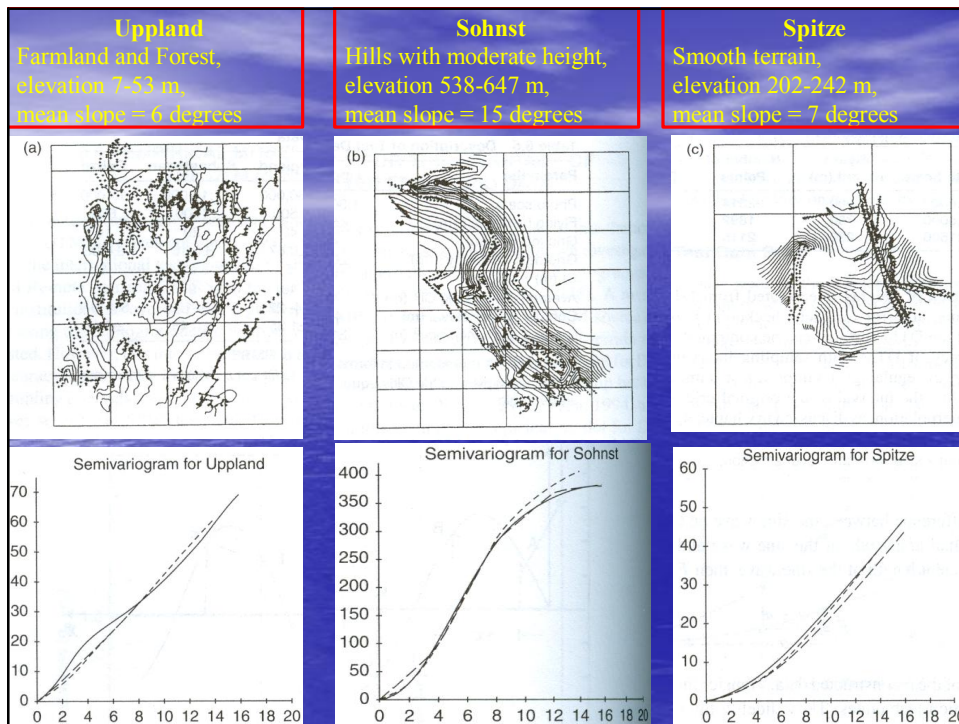 Uppland
Farmland and Forest,
elevation 7-53 m,
mean slope = 6 degrees
Sohnst
Hills with moderate height,
elevation 538-647 m,
mean slope = 15 degrees
Spitze
Smooth terrain,
elevation 202-242 m,
mean slope = 7 degrees
(a)
(b)
(c)
Semivariogram for Uppland
70
60
50
40
30
20
10
0
0 2 4 6 8 10 12 14 16 18 20
Semivariogram for Sohnst
400
350
300
250
200
150
100
50
0
0 2 4 6 8 10 12 14 16 18 20
Semivariogram for Spitze
60
50
40
30
20
10
0
0 2 4 6 8 10 12 14 16 18 20